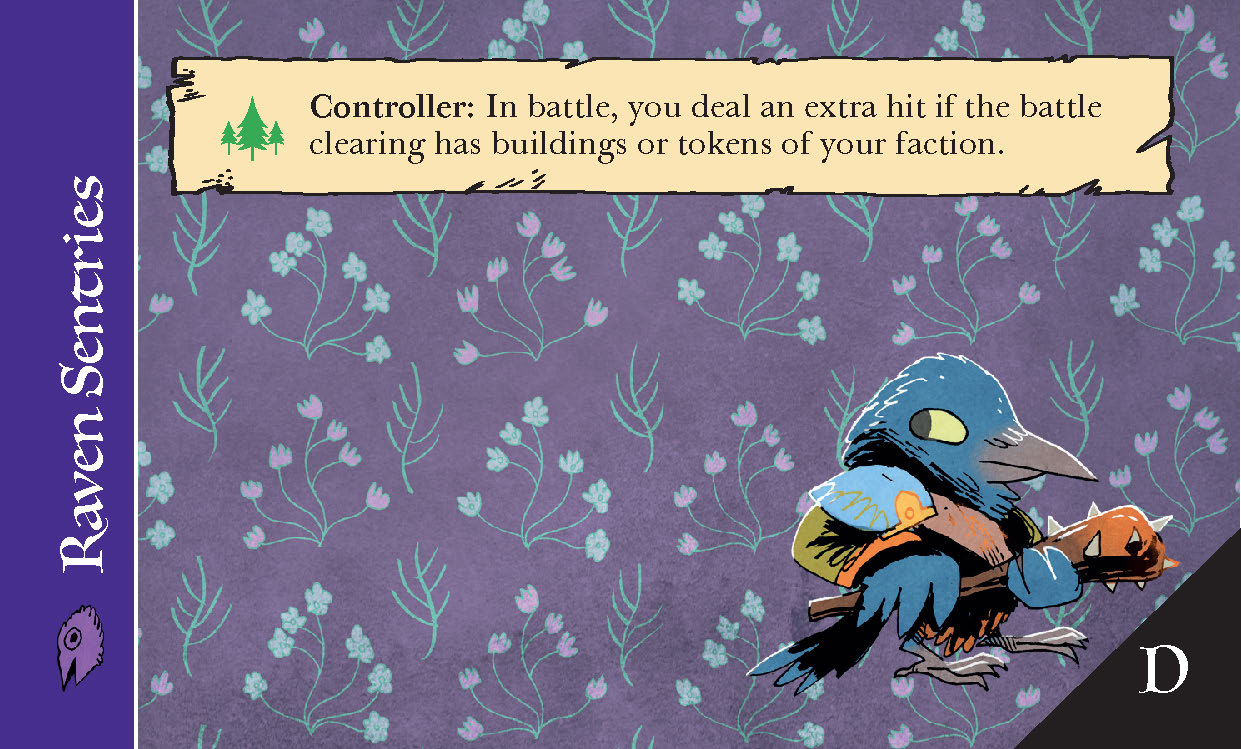 Raven Sentries
Controller: In battle, you deal an extra hit if the battle
clearing has buildings or tokens of your faction.
D